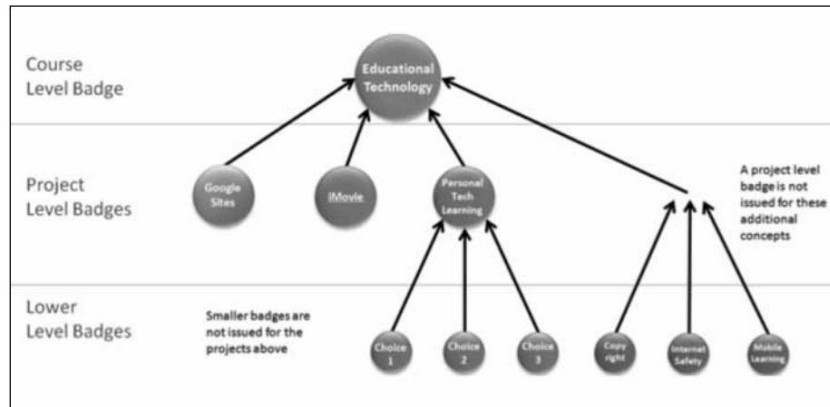 Course
Level Badge
Educational
Technology
Project
Level Badges
Google
Sites
iMovie
Personal
Tech
Learning
A project level
badge is not
issued for these
additional
concepts
Lower
Level Badges
Smaller badges are
not issued for the
projects above
Choice
1
Choice
2
Choice
3
Copy
right
Internet
Safety
Mobile
Learning